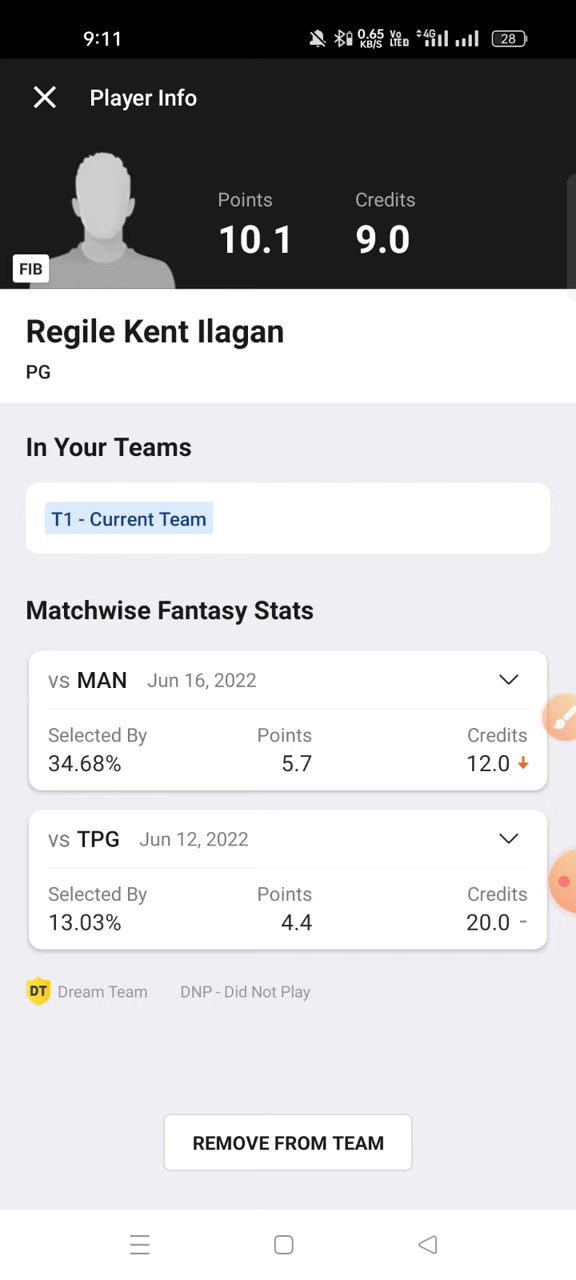 9:11
0.65 KB/S Vo LTED 4G 28
Player Info
Points Credits
10.1 9.0
FIB
Regile Kent Ilagan
PG
In Your Teams
T1 - Current Team
Matchwise Fantasy Stats
vs MAN Jun 16, 2022
Selected By Points Credits
34.68% 5.7 12.0
vs TPG Jun 12, 2022
Selected By Points Credits
13.03% 4.4 20.0 -
DT Dream Team DNP - Did Not Play
REMOVE FROM TEAM